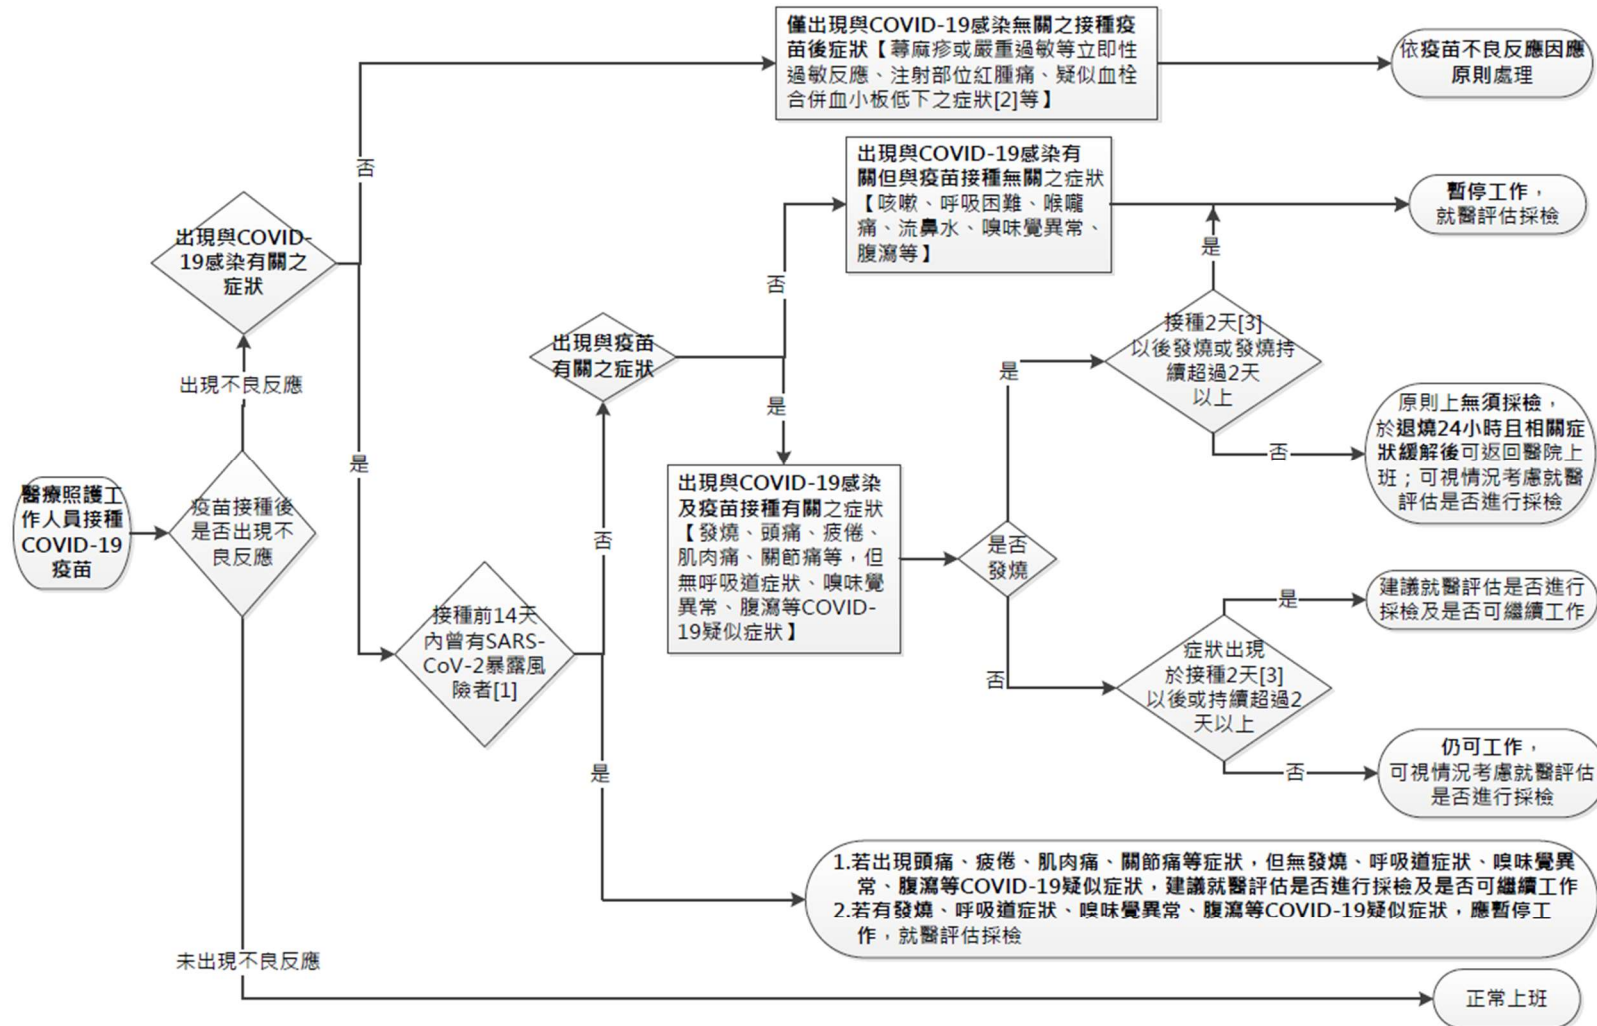 僅出現與COVID-19感染無關之接種疫
苗後症狀【蕁麻疹或嚴重過敏等立即性
過敏反應、注射部位紅腫痛、疑似血栓
合併血小板低下之症狀[2]等】
依疫苗不良反應因應
原則處理
否
出現與COVID-19感染有
關但與疫苗接種無關之症狀
【咳嗽、呼吸困難、喉嚨
痛、流鼻水、嗅味覺異常、
腹瀉等】
暫停工作，
就醫評估採檢
出現與COVID-
19感染有關之
症狀
是
否
接種2天[3]
以後發燒或發燒持
續超過2天
以上
出現與疫苗
有關之症狀
是
出現不良反應
是
原則上無須採檢，
於退燒24小時且相關症
狀緩解後可返回醫院上
班；可視情況考慮就醫
評估是否進行採檢
否
是
出現與COVID-19感染
及疫苗接種有關之症狀
【發燒、頭痛、疲倦、
肌肉痛、關節痛等，但
無呼吸道症狀、嗅味覺
異常、腹瀉等COVID-
19疑似症狀】
醫療照護工
作人員接種
COVID-19
疫苗
疫苗接種後
是否出現不
良反應
否
是否
發燒
是
建議就醫評估是否進行
採檢及是否可繼續工作
接種前14天
內曾有SARS-
CoV-2暴露風
險者[1]
否
症狀出現
於接種2天[3]
以後或持續超過2
天以上
是
否
仍可工作，
可視情況考慮就醫評估
是否進行採檢
1.若出現頭痛、疲倦、肌肉痛、關節痛等症狀，但無發燒、呼吸道症狀、嗅味覺異
常、腹瀉等COVID-19疑似症狀，建議就醫評估是否進行採檢及是否可繼續工作
2.若有發燒、呼吸道症狀、嗅味覺異常、腹瀉等COVID-19疑似症狀，應暫停工
作，就醫評估採檢
未出現不良反應
正常上班